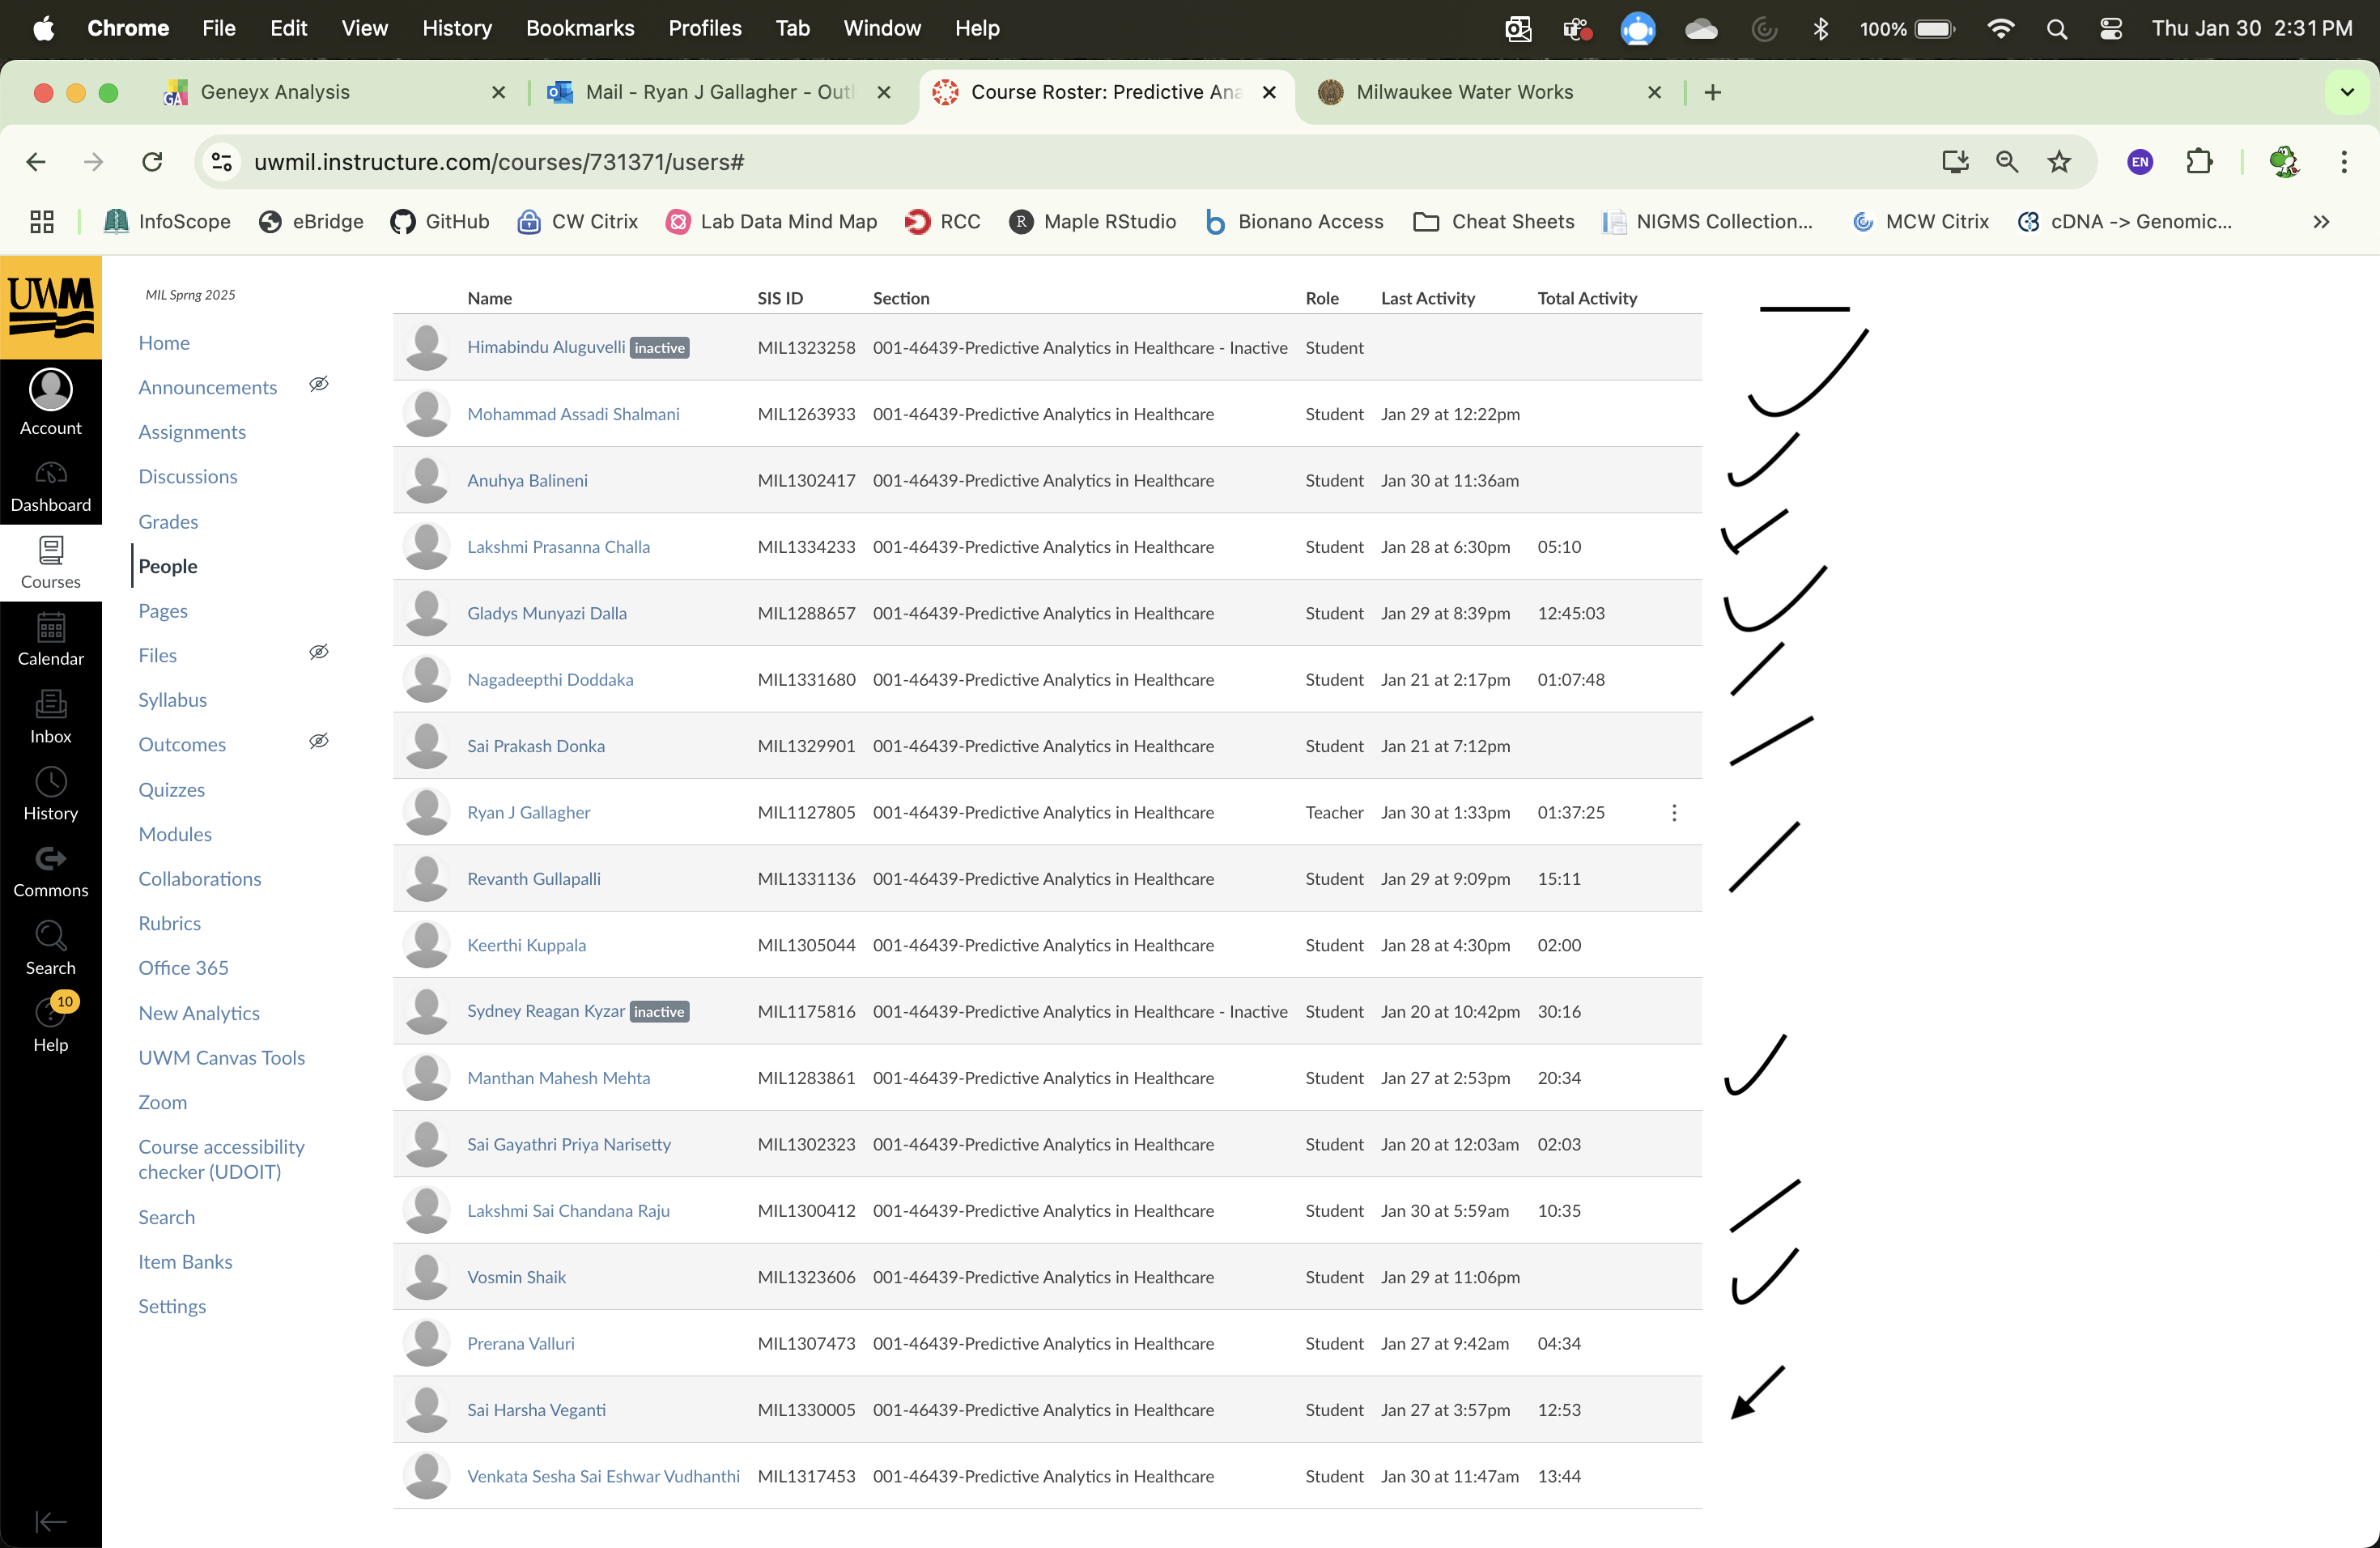 Chrome File Edit View History Bookmarks Profiles Tab Window Help 100% Thu Jan 30 2:31 PM
Geneyx Analysis Mail - Ryan J Gallagher - Outl Course Roster: Predictive Ana Milwaukee Water Works
uwmil.instructure.com/courses/731371/users# EN
InfoScope eBridge GitHub CW Citrix Lab Data Mind Map RCC Maple RStudio Bionano Access Cheat Sheets NIGMS Collection... MCW Citrix cDNA -> Genomic...
UWM
Account
Dashboard
Courses
Calendar
Inbox
History
Commons
Search
10
Help
MIL Sprng 2025
Home
Announcements
Assignments
Discussions
Grades
People
Pages
Files
Syllabus
Outcomes
Quizzes
Modules
Collaborations
Rubrics
Office 365
New Analytics
UWM Canvas Tools
Zoom
Course accessibility
checker (UDOIT)
Search
Item Banks
Settings
Name SIS ID Section Role Last Activity Total Activity
Himabindu Aluguvelli inactive MIL1323258 001-46439-Predictive Analytics in Healthcare - Inactive Student
Mohammad Assadi Shalmani MIL1263933 001-46439-Predictive Analytics in Healthcare Student Jan 29 at 12:22pm
Anuhya Balineni MIL1302417 001-46439-Predictive Analytics in Healthcare Student Jan 30 at 11:36am
Lakshmi Prasanna Challa MIL1334233 001-46439-Predictive Analytics in Healthcare Student Jan 28 at 6:30pm 05:10
Gladys Munyazi Dalla MIL1288657 001-46439-Predictive Analytics in Healthcare Student Jan 29 at 8:39pm 12:45:03
Nagadeepthi Doddaka MIL1331680 001-46439-Predictive Analytics in Healthcare Student Jan 21 at 2:17pm 01:07:48
Sai Prakash Donka MIL1329901 001-46439-Predictive Analytics in Healthcare Student Jan 21 at 7:12pm
Ryan J Gallagher MIL1127805 001-46439-Predictive Analytics in Healthcare Teacher Jan 30 at 1:33pm 01:37:25
Revanth Gullapalli MIL1331136 001-46439-Predictive Analytics in Healthcare Student Jan 29 at 9:09pm 15:11
Keerthi Kuppala MIL1305044 001-46439-Predictive Analytics in Healthcare Student Jan 28 at 4:30pm 02:00
Sydney Reagan Kyzar inactive MIL1175816 001-46439-Predictive Analytics in Healthcare - Inactive Student Jan 20 at 10:42pm 30:16
Manthan Mahesh Mehta MIL1283861 001-46439-Predictive Analytics in Healthcare Student Jan 27 at 2:53pm 20:34
Sai Gayathri Priya Narisetty MIL1302323 001-46439-Predictive Analytics in Healthcare Student Jan 20 at 12:03am 02:03
Lakshmi Sai Chandana Raju MIL1300412 001-46439-Predictive Analytics in Healthcare Student Jan 30 at 5:59am 10:35
Vosmin Shaik MIL1323606 001-46439-Predictive Analytics in Healthcare Student Jan 29 at 11:06pm
Prerana Valluri MIL1307473 001-46439-Predictive Analytics in Healthcare Student Jan 27 at 9:42am 04:34
Sai Harsha Veganti MIL1330005 001-46439-Predictive Analytics in Healthcare Student Jan 27 at 3:57pm 12:53
Venkata Sesha Sai Eshwar Vudhanthi MIL1317453 001-46439-Predictive Analytics in Healthcare Student Jan 30 at 11:47am 13:44